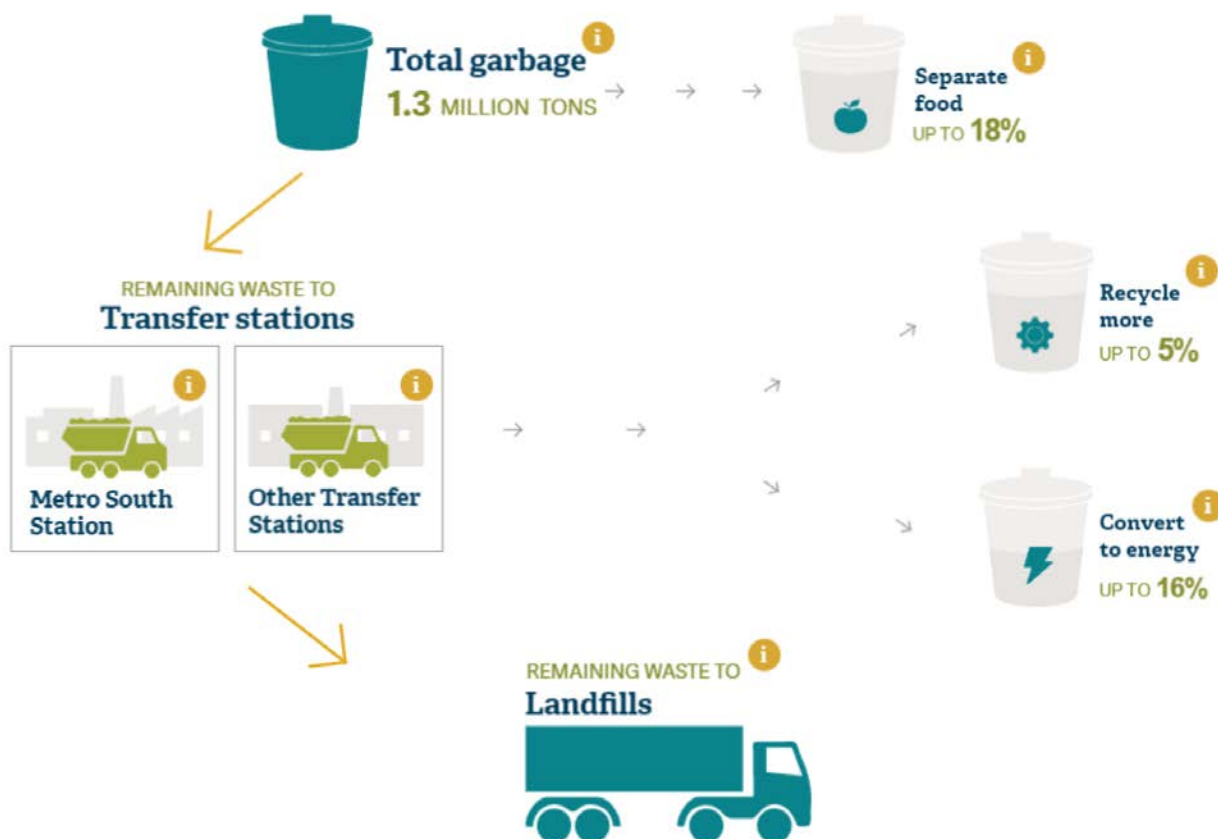 Total garbage
1.3 MILLION TONS
i
Separate
food
UP TO 18%
i
REMAINING WASTE TO
Transfer stations
i
Metro South
Station
i
Other Transfer
Stations
i
Recycle
more
UP TO 5%
i
Convert
to energy
UP TO 16%
i
REMAINING WASTE TO
Landfills
i